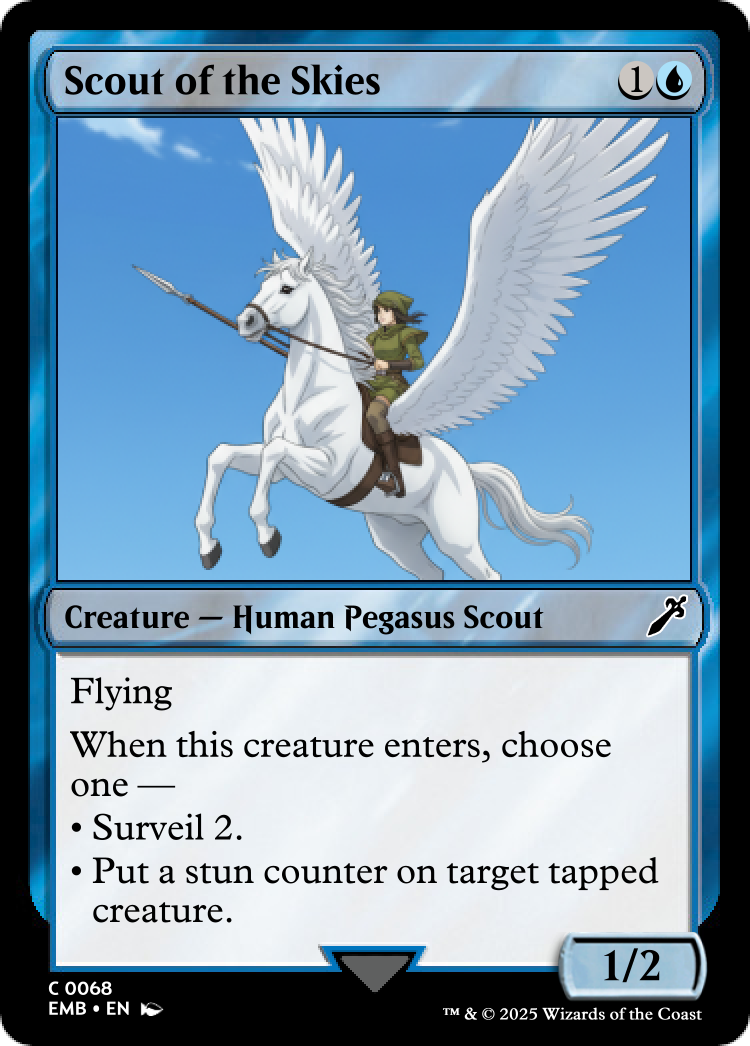 Scout of the Skies 1
Creature — Human Pegasus Scout
Flying
When this creature enters, choose
one —
• Surveil 2.
• Put a stun counter on target tapped
creature.
1/2
C 0068
EMB • EN
™ & © 2025 Wizards of the Coast